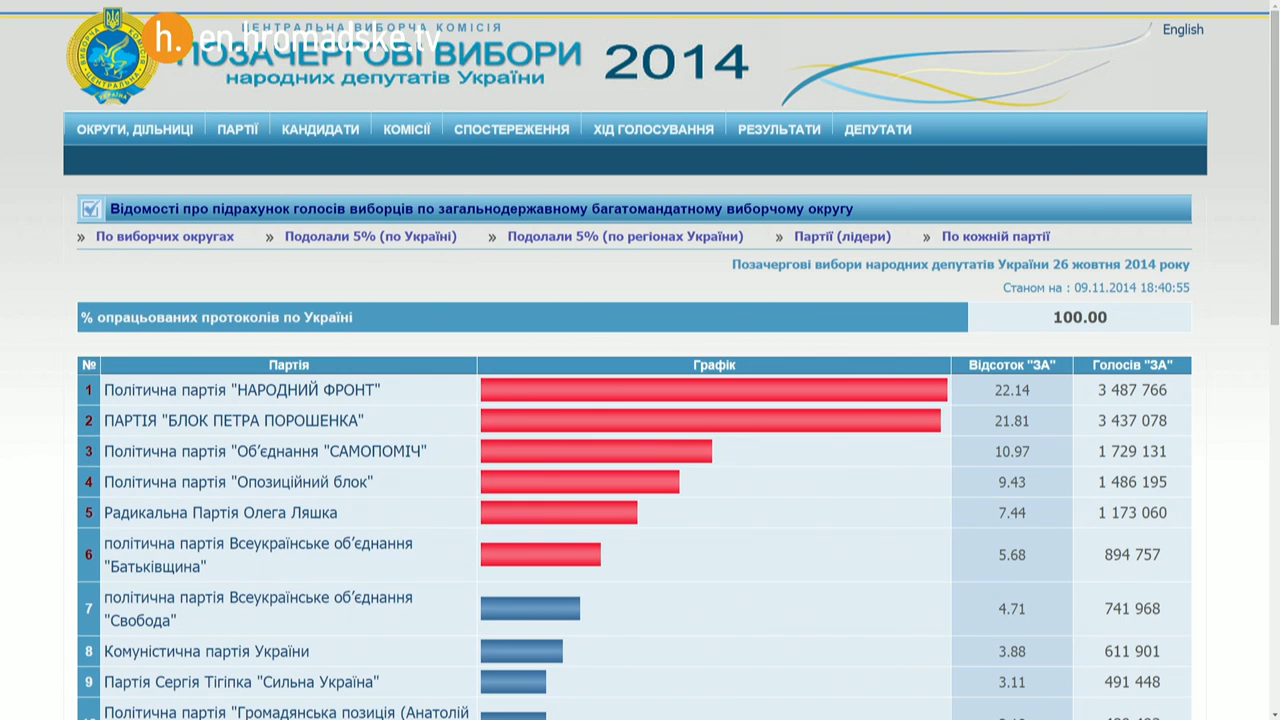 ЦЕНТРАЛЬНА ВИБОРЧА КОМІСІЯ
h. en.hromadske.tv
ПОЗАЧЕРГОВІ ВИБОРИ
народних депутатів України
2014
English
ОКРУГИ, ДІЛЬНИЦІ ПАРТІЇ КАНДИДАТИ КОМІСІЇ СПОСТЕРЕЖЕННЯ ХІД ГОЛОСУВАННЯ РЕЗУЛЬТАТИ ДЕПУТАТИ
Відомості про підрахунок голосів виборців по загальнодержавному багатомандатному виборчому округу
» По виборчих округах » Подолали 5% (по Україні) » Подолали 5% (по регіонах України) » Партії (лідери) » По кожній партії
Позачергові вибори народних депутатів України 26 жовтня 2014 року
Станом на : 09.11.2014 18:40:55
% опрацьованих протоколів по Україні 100.00
№ Партія Графік Відсоток "ЗА" Голосів "ЗА"
1 Політична партія "НАРОДНИЙ ФРОНТ" 22.14 3 487 766
2 ПАРТІЯ "БЛОК ПЕТРА ПОРОШЕНКА" 21.81 3 437 078
3 Політична партія "Об'єднання "САМОПОМІЧ" 10.97 1 729 131
4 Політична партія "Опозиційний блок" 9.43 1 486 195
5 Радикальна Партія Олега Ляшка 7.44 1 173 060
6 політична партія Всеукраїнське об'єднання
"Батьківщина" 5.68 894 757
7 політична партія Всеукраїнське об'єднання
"Свобода" 4.71 741 968
8 Комуністична партія України 3.88 611 901
9 Партія Сергія Тігіпка "Сильна Україна" 3.11 491 448
Політична партія "Громадянська позиція (Анатолій